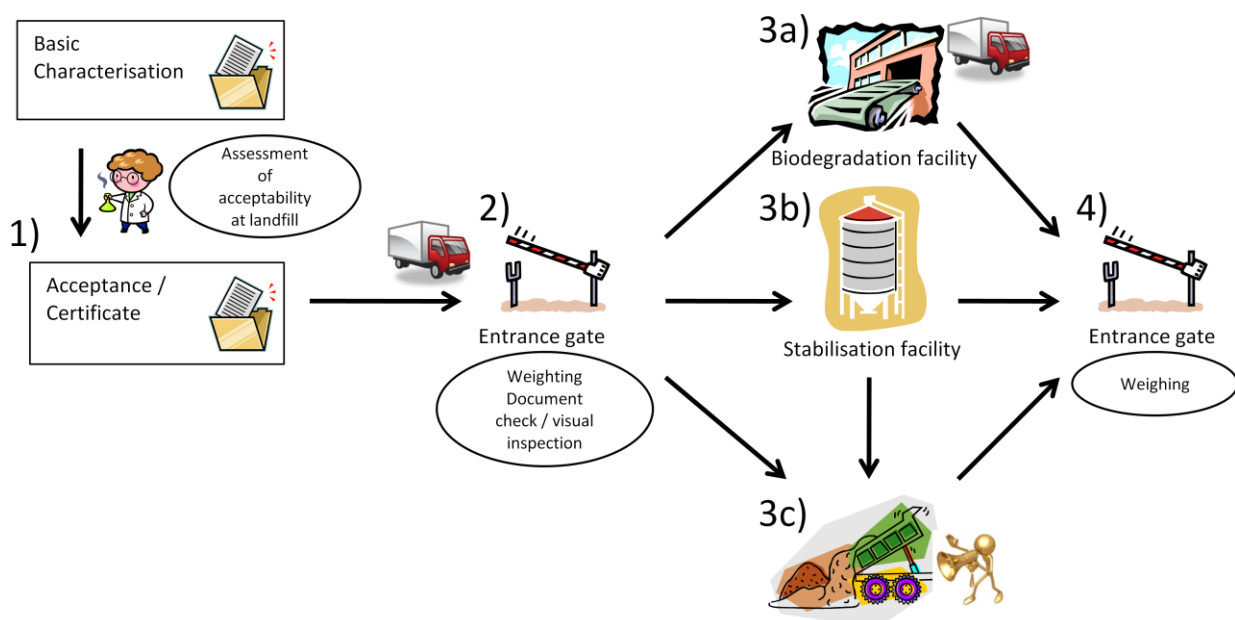 Basic
Characterisation
Assessment
of
acceptability
at landfill
1)
Acceptance /
Certificate
2)
Entrance gate
Weighting
Document
check / visual
inspection
3a)
Biodegradation facility
3b)
Stabilisation facility
3c)
4)
Entrance gate
Weighing